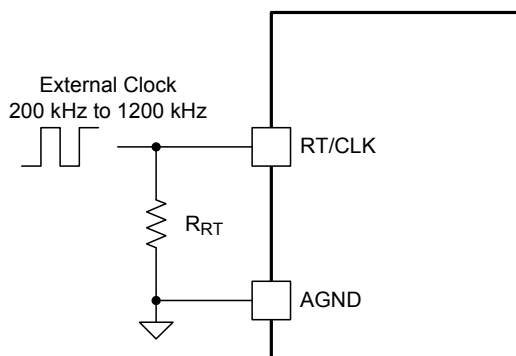 External Clock
200 kHz to 1200 kHz
RT/CLK
RRT
AGND